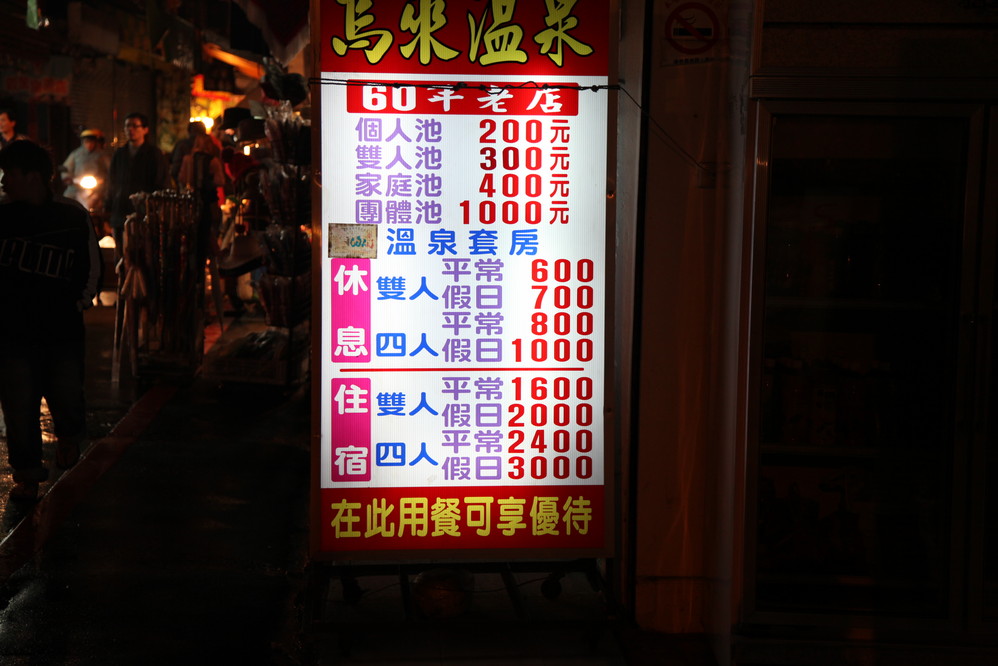 烏來溫泉
60年老店
個人池 200元
雙人池 300元
家庭池 400元
團體池 1000元
溫泉套房
休息
雙人 平常 600
假日 700
四人 平常 800
假日 1000
住宿
雙人 平常 1600
假日 2000
四人 平常 2400
假日 3000
在此用餐可享優待